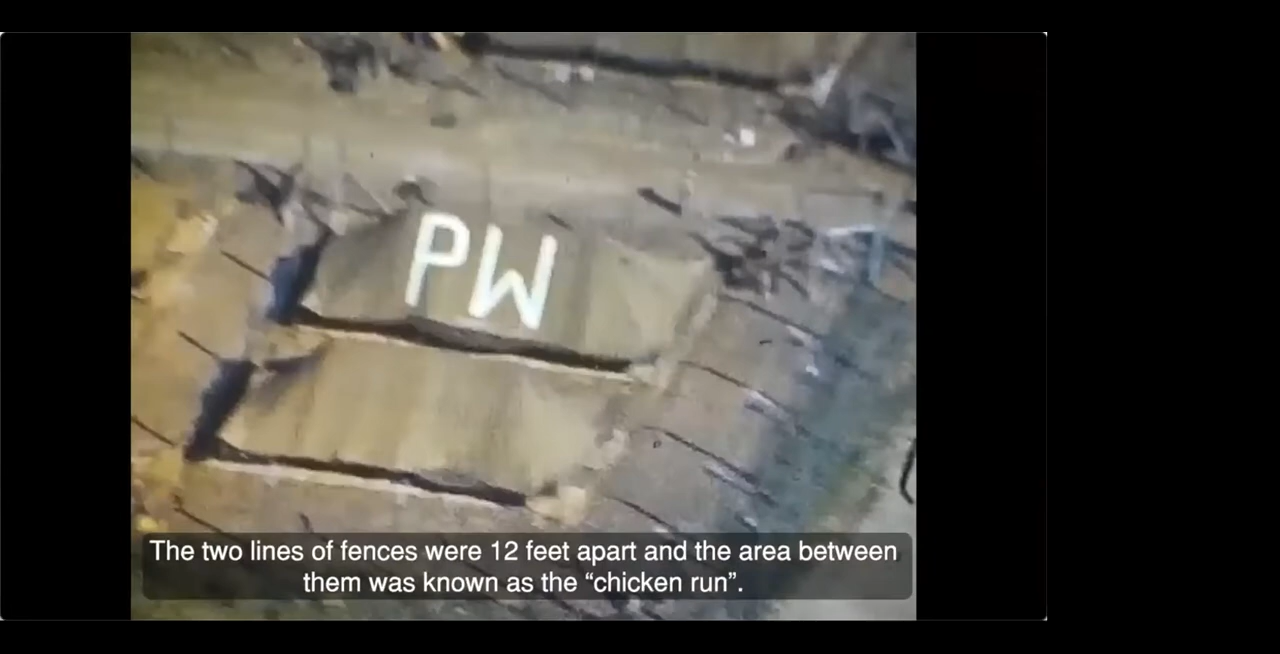 PW
The two lines of fences were 12 feet apart and the area between
them was known as the “chicken run”.